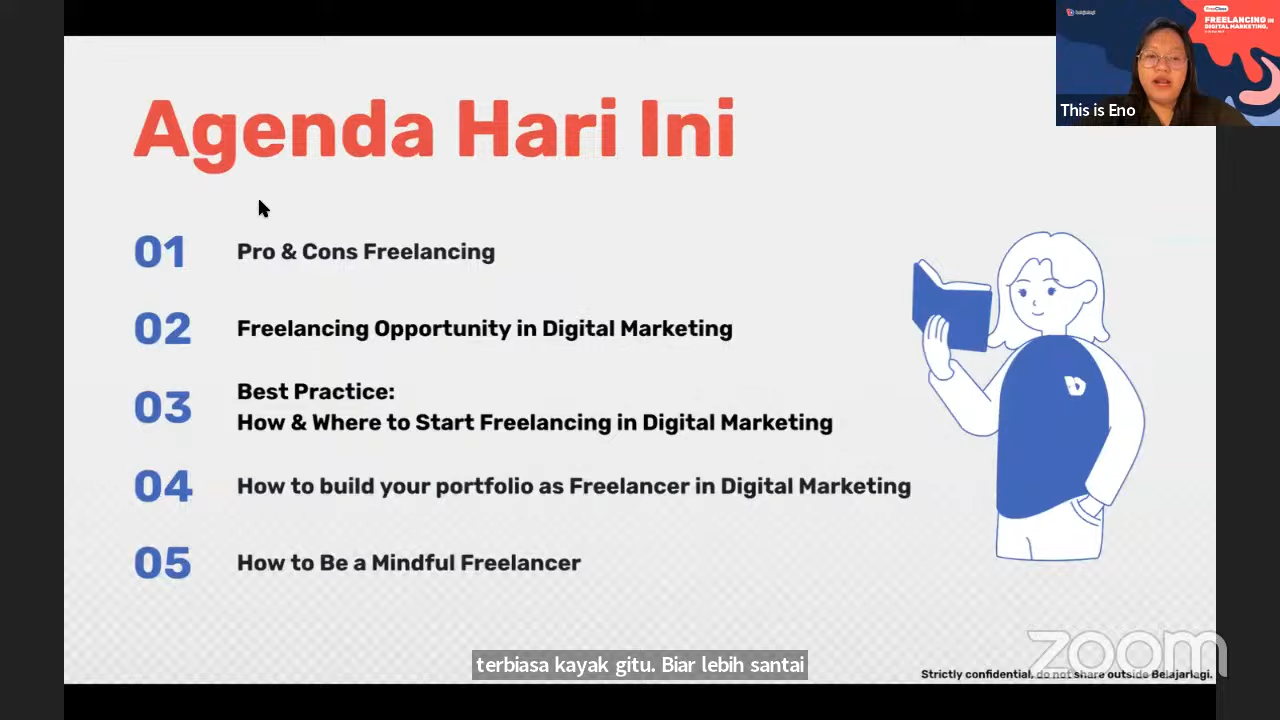 belajarlagi
FreeClass
FREELANCING IN
DIGITAL MARKETING,
This is Eno
Agenda Hari Ini
01
Pro & Cons Freelancing
02
Freelancing Opportunity in Digital Marketing
03
Best Practice:
How & Where to Start Freelancing in Digital Marketing
04
How to build your portfolio as Freelancer in Digital Marketing
05
How to Be a Mindful Freelancer
terbiasa kayak gitu. Biar lebih santai
zoom
Strictly confidential, do not share outside Belajarlagi.